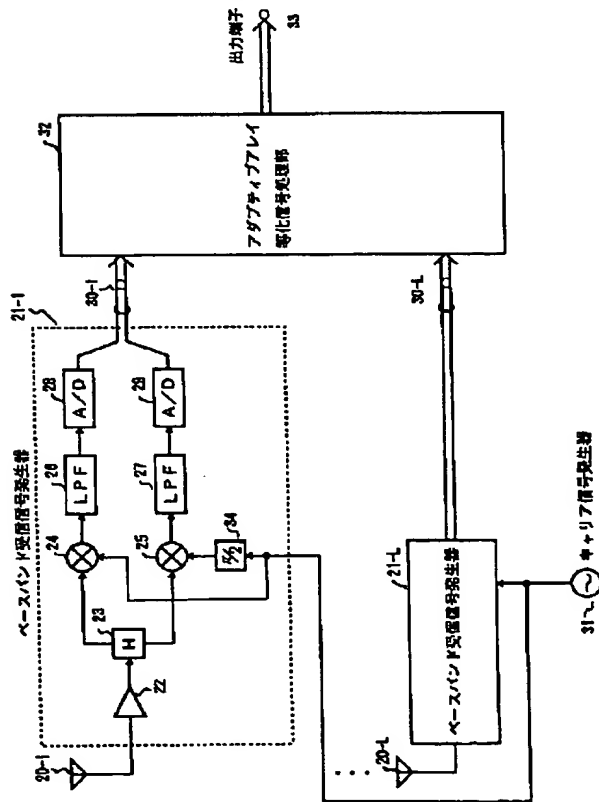 ベースバンド受信信号発生器
21-1
20-1
22
23
H
24
25
26
LPF
27
LPF
28
A/D
29
A/D
34
π/2
30-1
32
アダプティブアレイ
等化信号処理部
出力端子
33
20-L
21-L
ベースバンド受信信号発生器
30-L
31
キャリア信号発生器